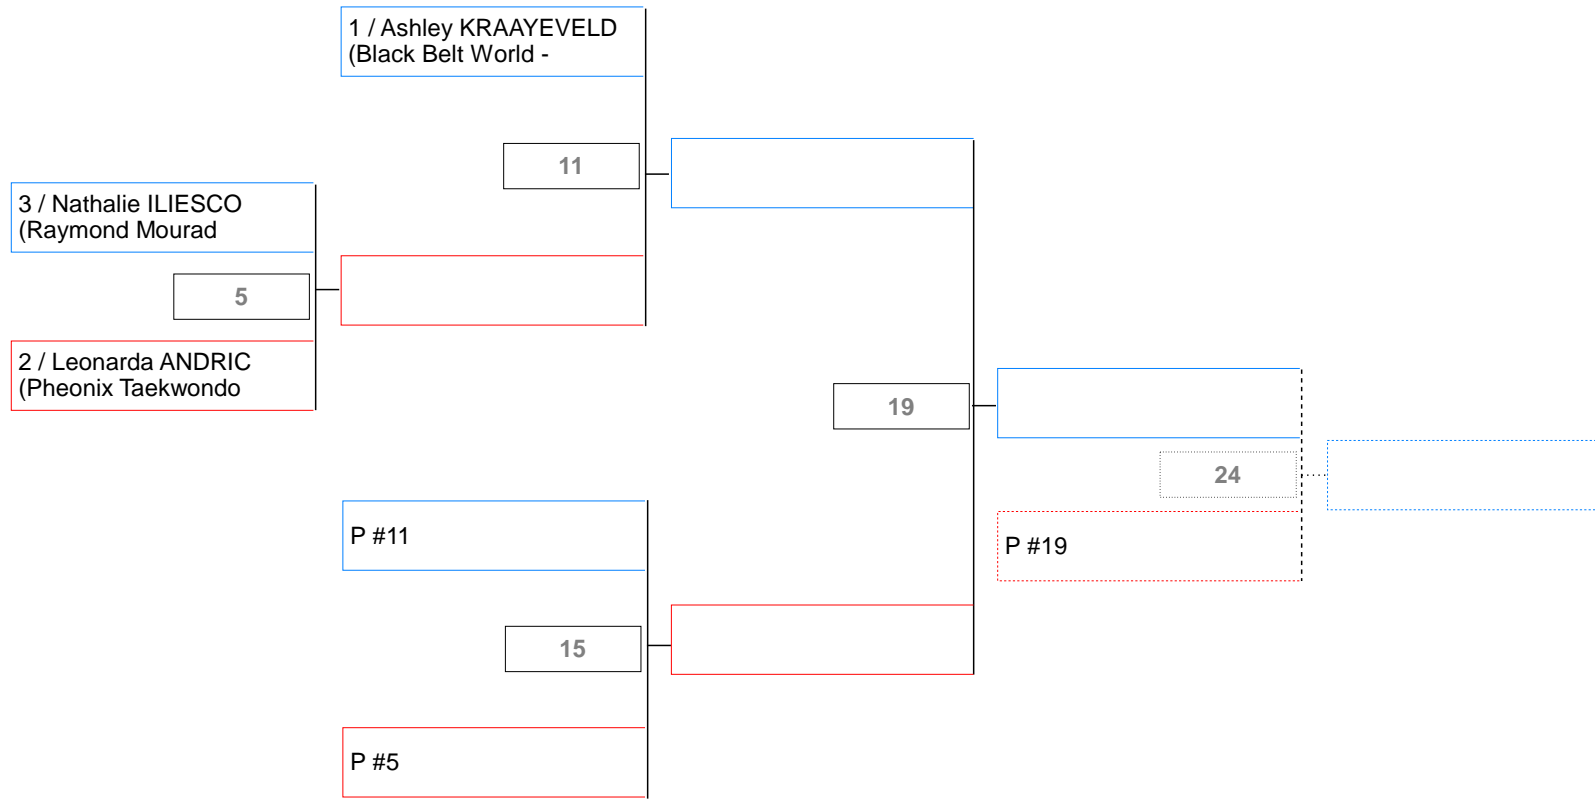 1 / Ashley KRAAYEVELD
(Black Belt World -
11
3 / Nathalie ILIESCO
(Raymond Mourad
5
2 / Leonarda ANDRIC
(Pheonix Taekwondo
19
24
P #11
P #19
15
P #5